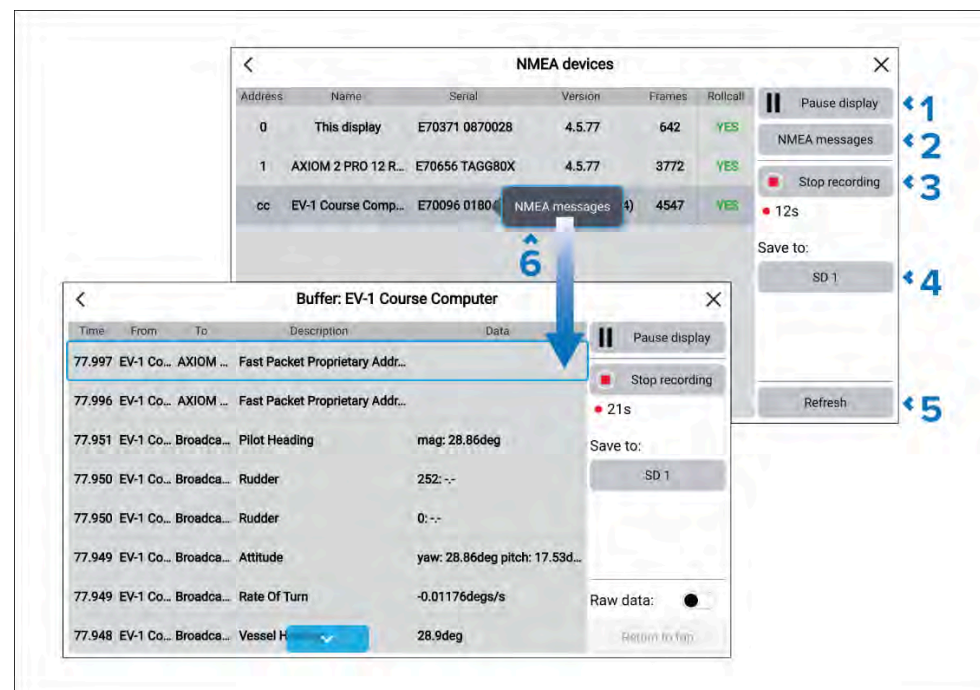 NMEA devices
Address Name Serial Version Frames Rollcall
0 This display E70371 0870028 4.5.77 642 YES
1 AXIOM 2 PRO 12 R... E70656 TAGG80X 4.5.77 3772 YES
cc EV-1 Course Comp... E70096 0180 NMEA messages 4) 4547 YES
Pause display
NMEA messages
Stop recording
12s
Save to:
SD 1
Refresh
1
2
3
4
5
6
Buffer: EV-1 Course Computer
Time From To Description Data
77.997 EV-1 Co... AXIOM ... Fast Packet Proprietary Addr...
77.996 EV-1 Co... AXIOM ... Fast Packet Proprietary Addr...
77.951 EV-1 Co... Broadca... Pilot Heading mag: 28.86deg
77.950 EV-1 Co... Broadca... Rudder 252: -.-
77.950 EV-1 Co... Broadca... Rudder 0: -.-
77.949 EV-1 Co... Broadca... Attitude yaw: 28.86deg pitch: 17.53d...
77.949 EV-1 Co... Broadca... Rate Of Turn -0.01176degs/s
77.948 EV-1 Co... Broadca... Vessel H 28.9deg
Pause display
Stop recording
21s
Save to:
SD 1
Raw data:
Return to top